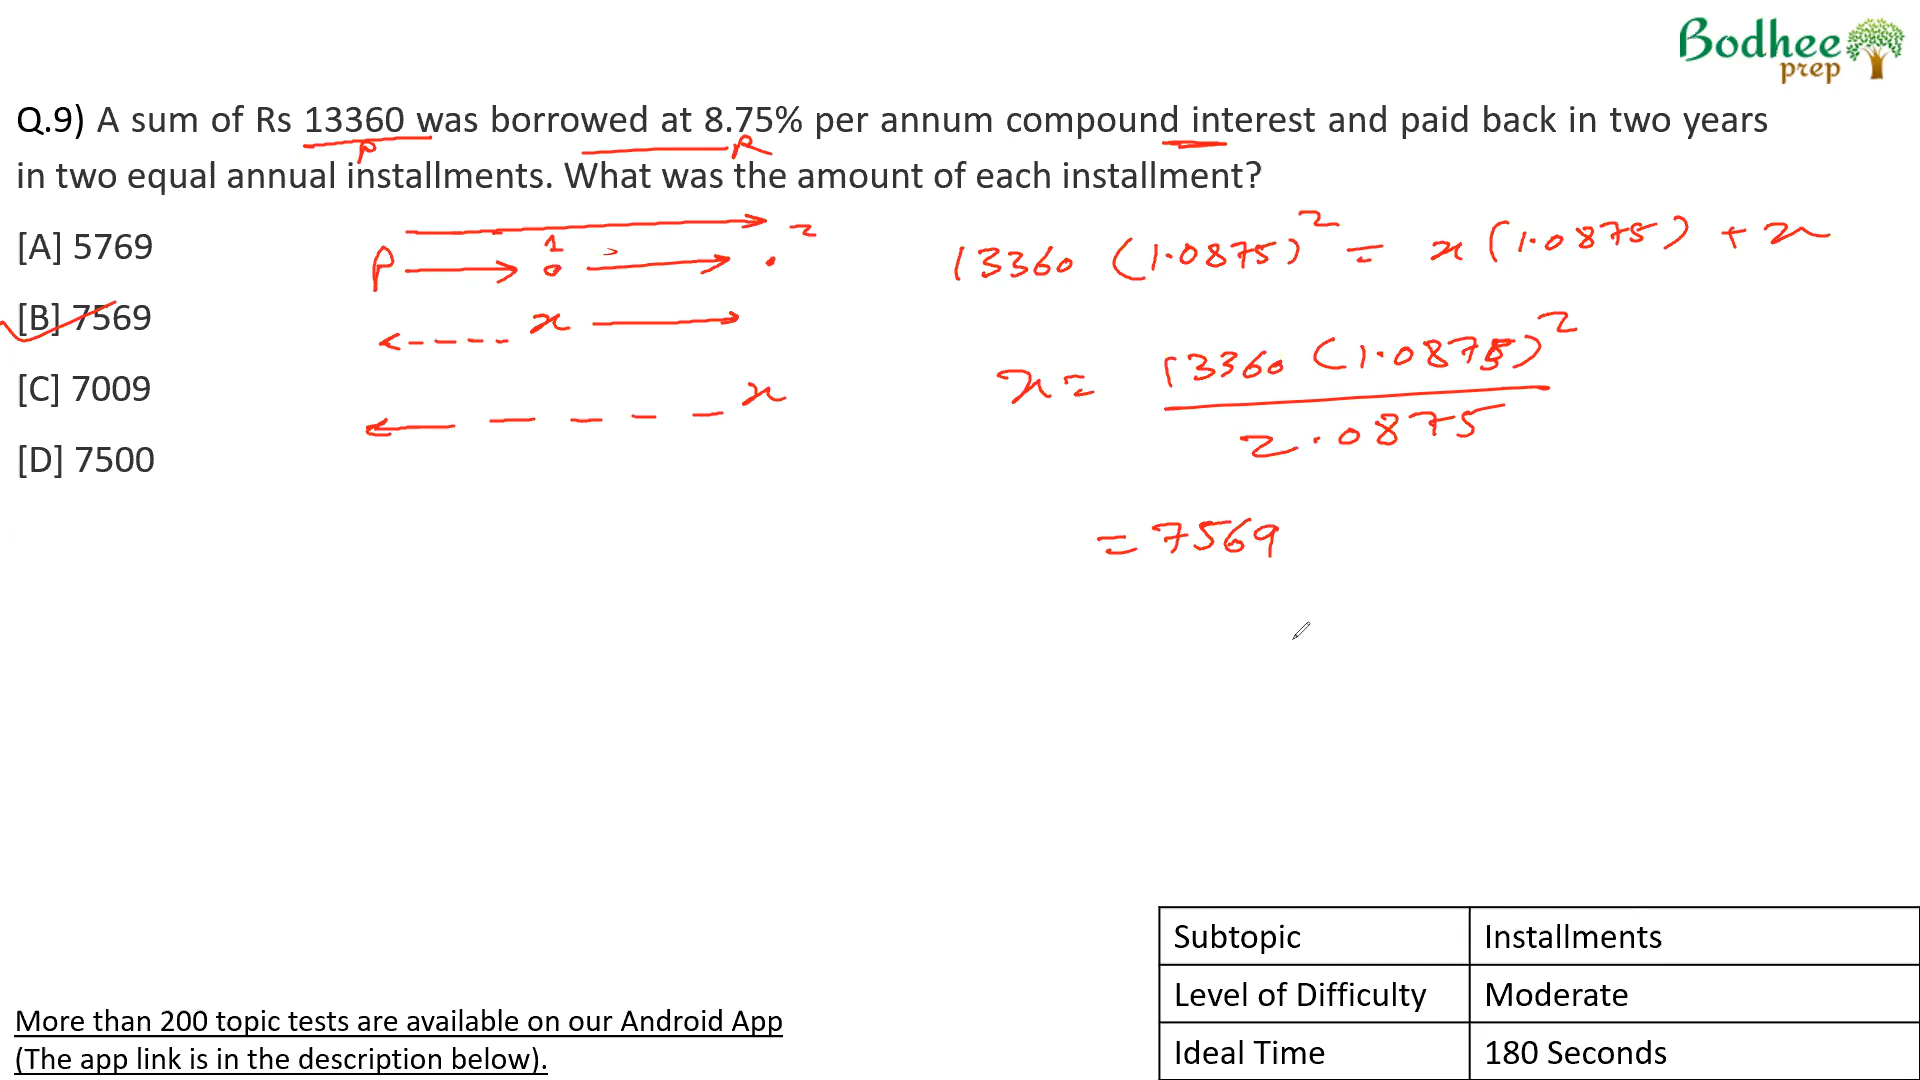 Bodhee
prep
Q.9) A sum of Rs 13360 was borrowed at 8.75% per annum compound interest and paid back in two years
P R
in two equal annual installments. What was the amount of each installment?
[A] 5769
[B] 7569
[C] 7009
[D] 7500
P 1 2
x
x
13360 (1.0875)² = x (1.0875) + x
x = 13360 (1.0875)² / 2.0875
= 7569
Subtopic Installments
Level of Difficulty Moderate
Ideal Time 180 Seconds
More than 200 topic tests are available on our Android App
(The app link is in the description below).